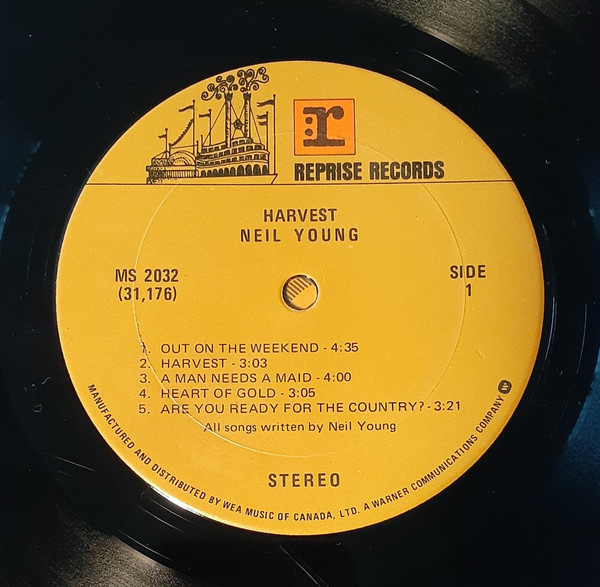 r
REPRISE RECORDS
HARVEST
NEIL YOUNG
MS 2032
(31,176)
SIDE
1
1. OUT ON THE WEEKEND - 4:35
2. HARVEST - 3:03
3. A MAN NEEDS A MAID - 4:00
4. HEART OF GOLD - 3:05
5. ARE YOU READY FOR THE COUNTRY? - 3:21
All songs written by Neil Young
STEREO
MANUFACTURED AND DISTRIBUTED BY WEA MUSIC OF CANADA, LTD. A WARNER COMMUNICATIONS COMPANY